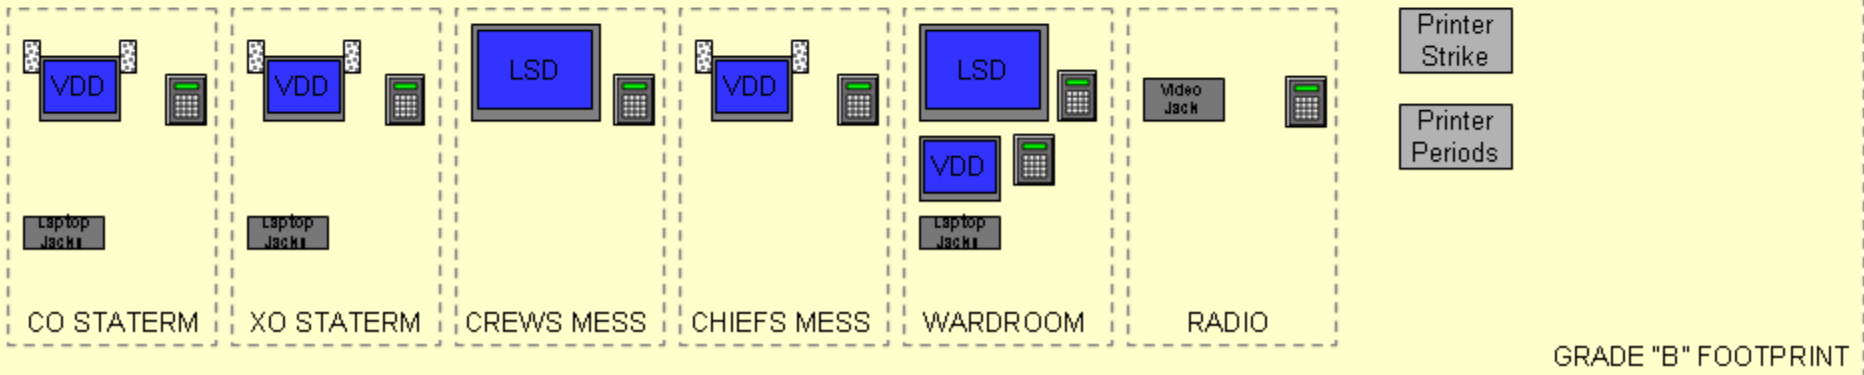 VDD
Laptop
Jacks
CO STATERM
VDD
Laptop
Jacks
XO STATERM
LSD
CREWS MESS
VDD
CHIEFS MESS
LSD
VDD
Laptop
Jacks
WARDROOM
Video
Jack
RADIO
Printer
Strike
Printer
Periods
GRADE "B" FOOTPRINT